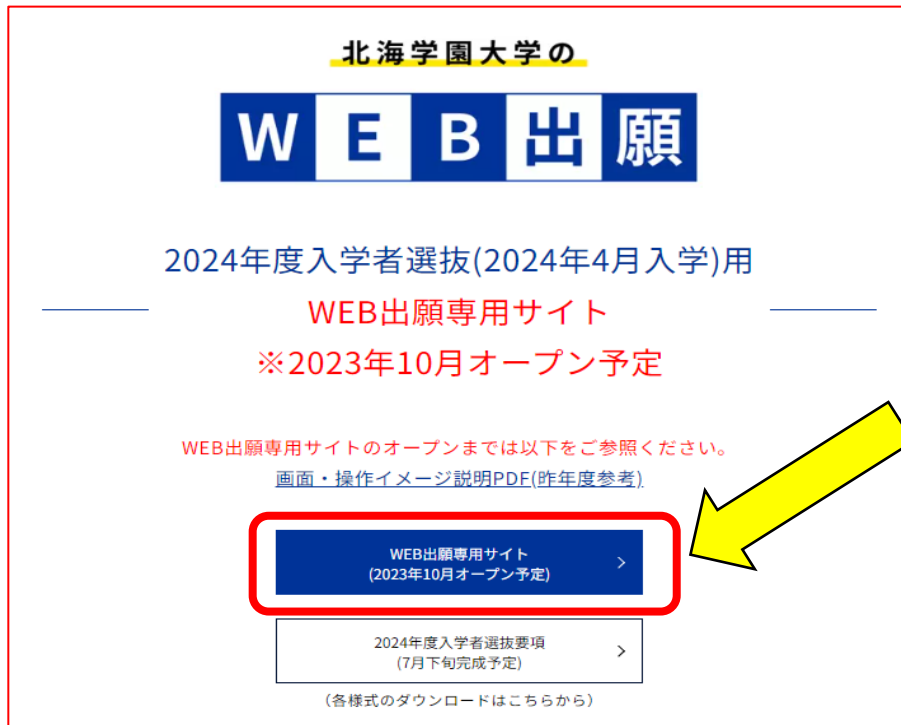 北海学園大学の
WEB出願
2024年度入学者選抜(2024年4月入学)用
WEB出願専用サイト
※2023年10月オープン予定
WEB出願専用サイトのオープンまでは以下をご参照ください。
画面・操作イメージ説明PDF(昨年度参考)
WEB出願専用サイト
(2023年10月オープン予定)
2024年度入学者選抜要項
(7月下旬完成予定)
（各様式のダウンロードはこちらから）